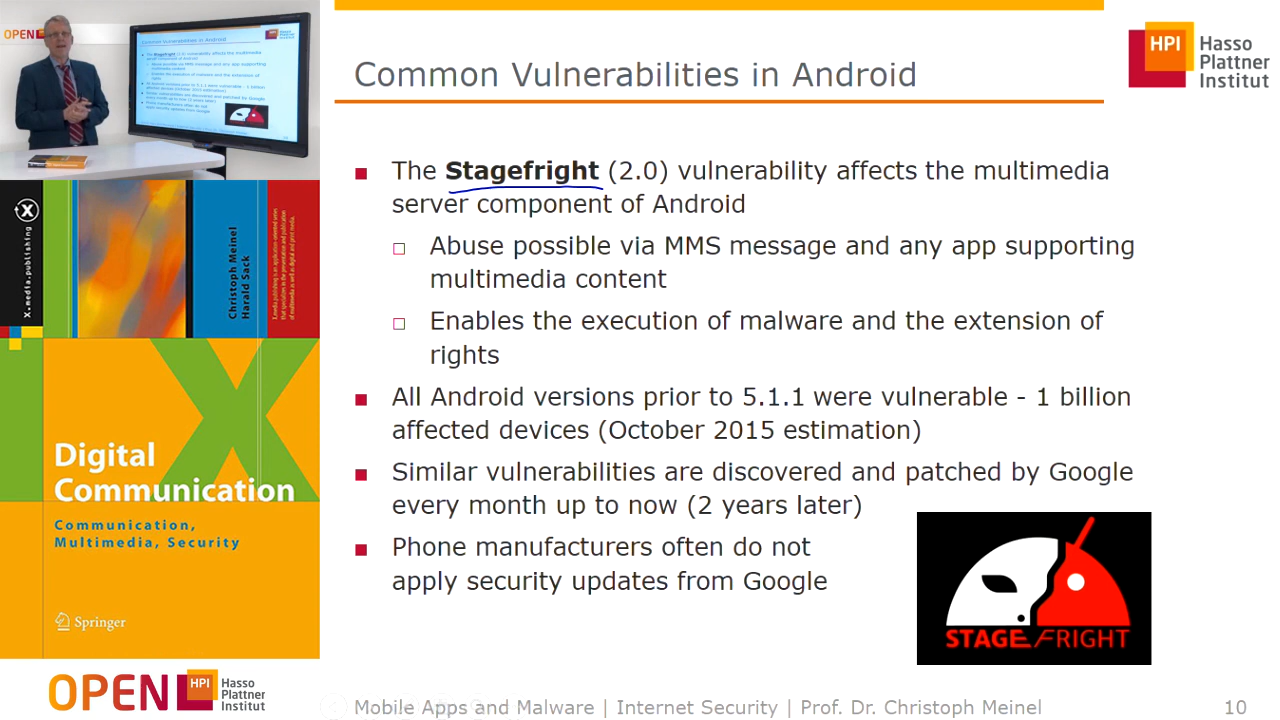 Common Vulnerabilities in Android
HPI Hasso
Plattner
Institut
■ The Stagefright (2.0) vulnerability affects the multimedia
server component of Android
□ Abuse possible via MMS message and any app supporting
multimedia content
□ Enables the execution of malware and the extension of
rights
■ All Android versions prior to 5.1.1 were vulnerable - 1 billion
affected devices (October 2015 estimation)
■ Similar vulnerabilities are discovered and patched by Google
every month up to now (2 years later)
■ Phone manufacturers often do not
apply security updates from Google
STAGEFRIGHT
OPEN
Common Vulnerabilities in Android
X.media.publishing
Christoph Meinel
Harald Sack
Digital
Communication
Communication,
Multimedia, Security
Springer
OPEN HPI Hasso
Plattner
Institut
Mobile Apps and Malware | Internet Security | Prof. Dr. Christoph Meinel
10